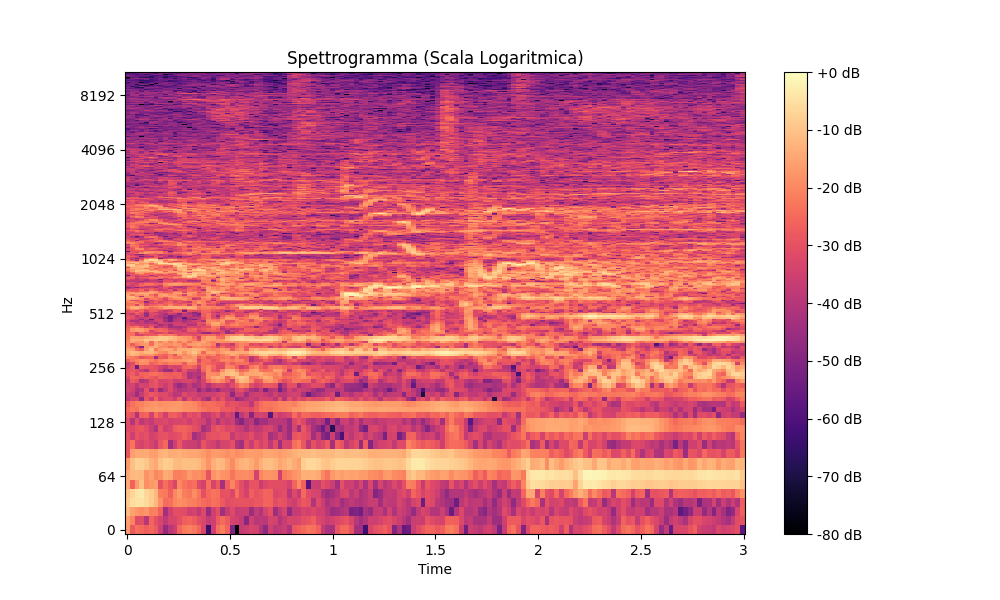 Spettrogramma (Scala Logaritmica)
8192
4096
2048
1024
512
256
128
64
0
Hz
0 0.5 1 1.5 2 2.5 3
Time
+0 dB
-10 dB
-20 dB
-30 dB
-40 dB
-50 dB
-60 dB
-70 dB
-80 dB